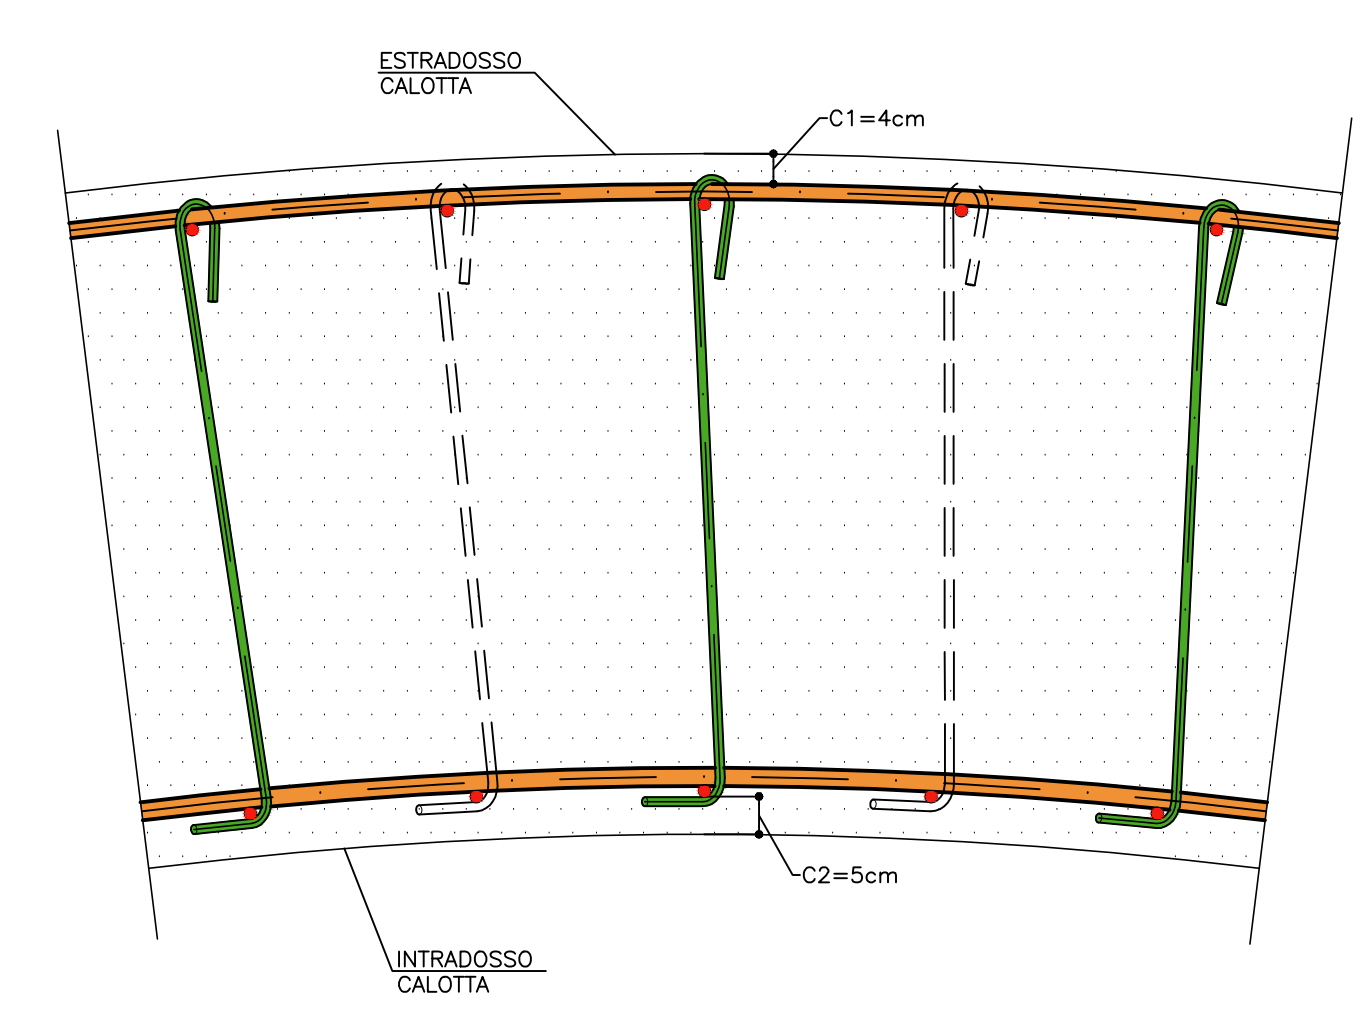 ESTRADOSSO
CALOTTA
C1=4cm
C2=5cm
INTRADOSSO
CALOTTA